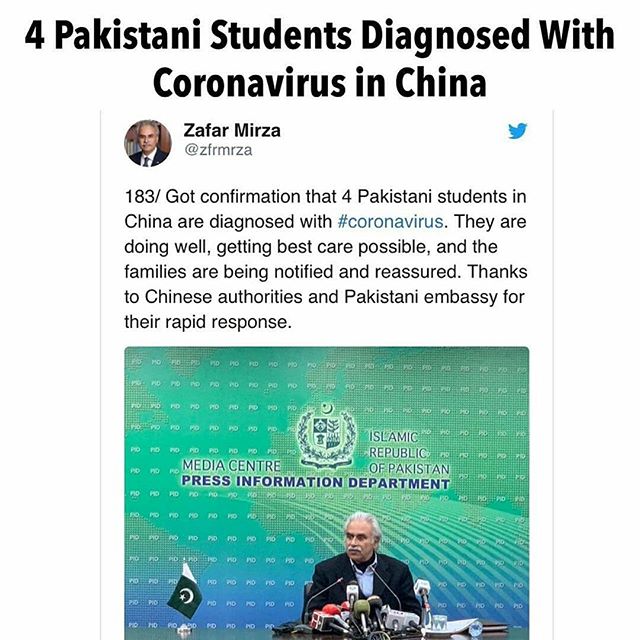 4 Pakistani Students Diagnosed With
Coronavirus in China
Zafar Mirza
@zfrmrza
183/ Got confirmation that 4 Pakistani students in
China are diagnosed with #coronavirus. They are
doing well, getting best care possible, and the
families are being notified and reassured. Thanks
to Chinese authorities and Pakistani embassy for
their rapid response.
ISLAMIC
REPUBLIC
MEDIA CENTRE OF PAKISTAN
PRESS INFORMATION DEPARTMENT